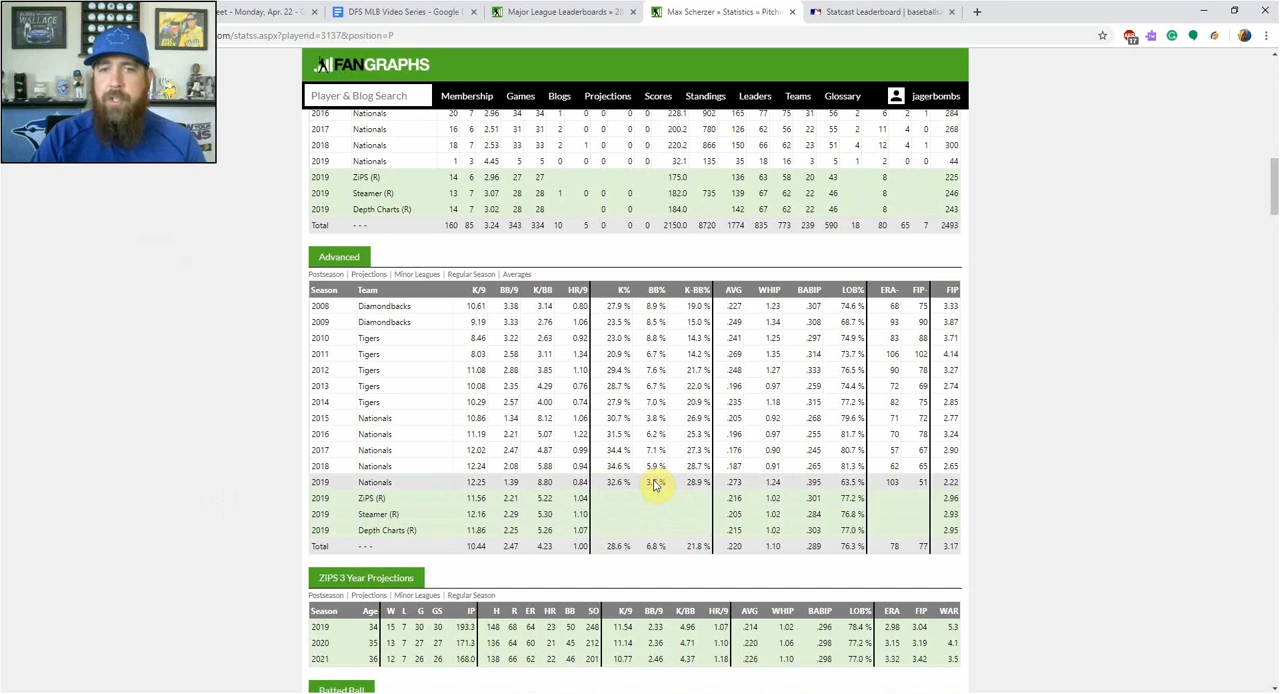 eet - Monday, Apr. 22 - G
DFS MLB Video Series - Google
Major League Leaderboards » 20
Max Scherzer » Statistics » Pitchi
Statcast Leaderboard | baseballsa
com/statss.aspx?playerid=3137&position=P
17
FANGRAPHS
Player & Blog Search Membership Games Blogs Projections Scores Standings Leaders Teams Glossary jagerbombs
2016 Nationals 20 7 2.96 34 34 1 0 0 0 228.1 902 165 77 75 31 56 2 6 2 1 284
2017 Nationals 16 6 2.51 31 31 2 0 0 0 200.2 780 126 62 56 22 55 2 11 4 0 268
2018 Nationals 18 7 2.53 33 33 2 1 0 0 220.2 866 150 66 62 23 51 4 12 4 1 300
2019 Nationals 1 3 4.45 5 5 0 0 0 0 32.1 135 35 18 16 3 5 1 2 0 0 44
2019 ZiPS (R) 14 6 2.96 27 27 175.0 136 63 58 20 43 8 225
2019 Steamer (R) 13 7 3.07 28 28 1 0 0 182.0 735 139 67 62 22 46 8 246
2019 Depth Charts (R) 14 7 3.02 28 28 0 0 184.0 142 67 62 22 46 8 243
Total - - - 160 85 3.24 343 334 10 5 0 0 2150.0 8720 1774 835 773 239 590 18 80 65 7 2493
Advanced
Postseason | Projections | Minor Leagues | Regular Season | Averages
Season Team K/9 BB/9 K/BB HR/9 K% BB% K-BB% AVG WHIP BABIP LOB% ERA- FIP- FIP
2008 Diamondbacks 10.61 3.38 3.14 0.80 27.9 % 8.9 % 19.0 % .227 1.23 .307 74.6 % 68 75 3.33
2009 Diamondbacks 9.19 3.33 2.76 1.06 23.5 % 8.5 % 15.0 % .249 1.34 .308 68.7 % 93 90 3.87
2010 Tigers 8.46 3.22 2.63 0.92 23.0 % 8.8 % 14.3 % .241 1.25 .297 74.9 % 83 88 3.71
2011 Tigers 8.03 2.58 3.11 1.34 20.9 % 6.7 % 14.2 % .269 1.35 .314 73.7 % 106 102 4.14
2012 Tigers 11.08 2.88 3.85 1.10 29.4 % 7.6 % 21.7 % .248 1.27 .333 76.5 % 90 78 3.27
2013 Tigers 10.08 2.35 4.29 0.76 28.7 % 6.7 % 22.0 % .196 0.97 .259 74.4 % 72 69 2.74
2014 Tigers 10.29 2.57 4.00 0.74 27.9 % 7.0 % 20.9 % .235 1.18 .315 77.2 % 82 75 2.85
2015 Nationals 10.86 1.34 8.12 1.06 30.7 % 3.8 % 26.9 % .205 0.92 .268 79.6 % 71 72 2.77
2016 Nationals 11.19 2.21 5.07 1.22 31.5 % 6.2 % 25.3 % .196 0.97 .255 81.7 % 70 78 3.24
2017 Nationals 12.02 2.47 4.87 0.99 34.4 % 7.1 % 27.3 % .176 0.90 .245 80.7 % 57 67 2.90
2018 Nationals 12.24 2.08 5.88 0.94 34.6 % 5.9 % 28.7 % .187 0.91 .265 81.3 % 62 65 2.65
2019 Nationals 12.25 1.39 8.80 0.84 32.6 % 28.9 % .273 1.24 .395 63.5 % 103 51 2.22
2019 ZiPS (R) 11.56 2.21 5.22 1.04 .216 1.02 .301 77.2 % 2.96
2019 Steamer (R) 12.16 2.29 5.30 1.10 .205 1.02 .284 76.8 % 2.93
2019 Depth Charts (R) 11.86 2.25 5.26 1.07 .215 1.02 .303 77.0 % 2.95
Total - - - 10.44 2.47 4.23 1.00 28.6 % 6.8 % 21.8 % .220 1.10 .289 76.3 % 78 77 3.17
ZiPS 3 Year Projections
Postseason | Projections | Minor Leagues | Regular Season
Season Age W L G GS IP H R ER HR BB SO K/9 BB/9 K/BB HR/9 AVG WHIP BABIP LOB% ERA FIP WAR
2019 34 15 7 30 30 193.3 148 68 64 23 50 248 11.54 2.33 4.96 1.07 .214 1.02 .296 78.4 % 2.98 3.04 5.3
2020 35 13 7 27 27 171.3 136 64 60 21 45 212 11.14 2.36 4.71 1.10 .220 1.06 .298 77.2 % 3.15 3.19 4.1
2021 36 12 7 26 26 168.0 138 66 62 22 46 201 10.77 2.46 4.37 1.18 .226 1.10 .298 77.0 % 3.32 3.42 3.5
Batted Ball